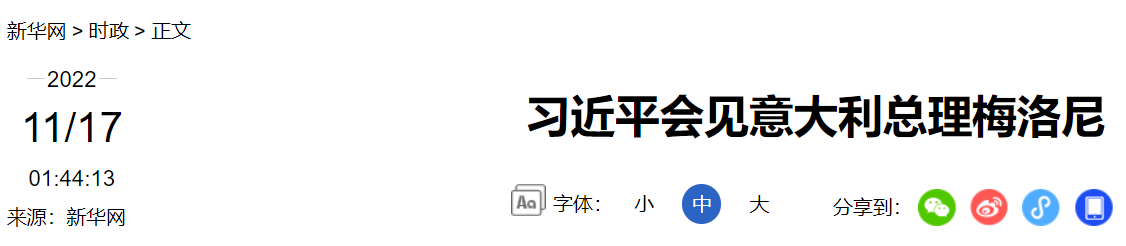 新华网 > 时政 > 正文
2022
11/17
01:44:13
来源：新华网
习近平会见意大利总理梅洛尼
Aa 字体： 小 中 大 分享到：